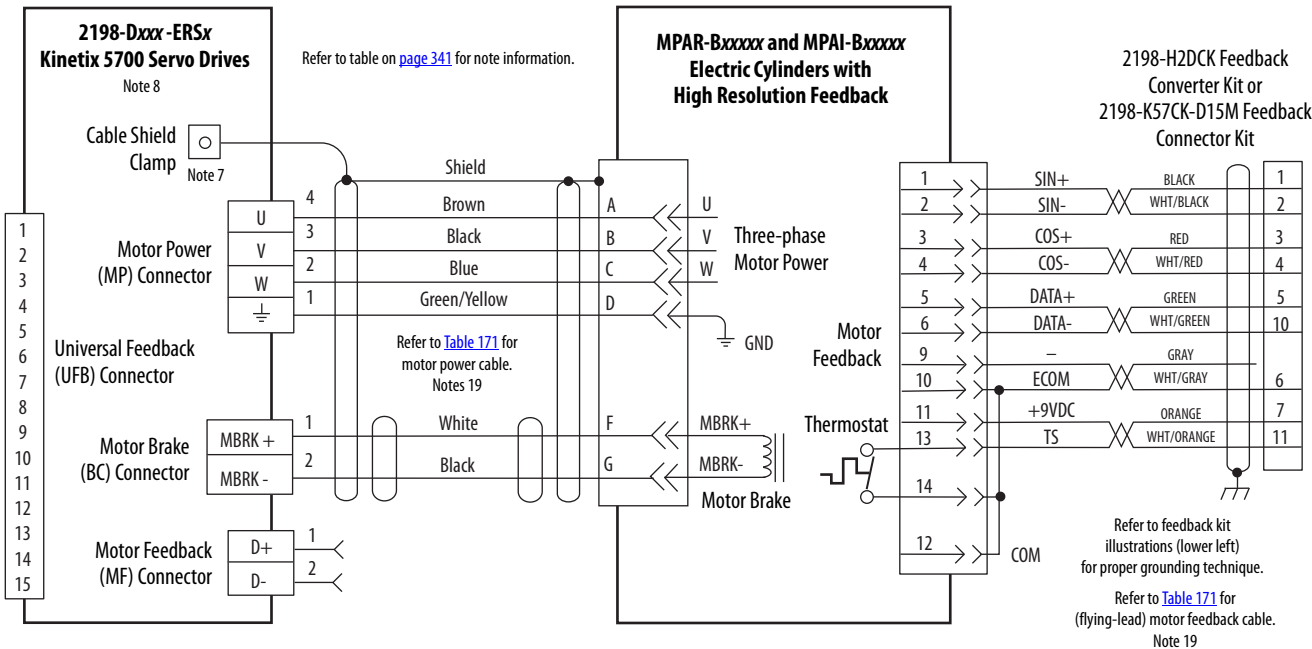 2198-Dxxx -ERSx
Kinetix 5700 Servo Drives
Note 8
Refer to table on page 341 for note information.
MPAR-Bxxxxx and MPAI-Bxxxxx
Electric Cylinders with
High Resolution Feedback
2198-H2DCK Feedback
Converter Kit or
2198-K57CK-D15M Feedback
Connector Kit
Cable Shield
Clamp
Note 7
Shield
Motor Power
(MP) Connector
U
V
W
4
3
2
1
Brown
Black
Blue
Green/Yellow
A
B
C
D
U
V
W
Three-phase
Motor Power
GND
Refer to Table 171 for
motor power cable.
Notes 19
1
2
3
4
5
6
7
8
9
10
11
12
13
14
15
Universal Feedback
(UFB) Connector
Motor Brake
(BC) Connector
MBRK +
MBRK -
1
2
White
Black
F
G
MBRK+
MBRK-
Motor Brake
Motor Feedback
(MF) Connector
D+
D-
1
2
Motor
Feedback
Thermostat
1 SIN+ BLACK 1
2 SIN- WHT/BLACK 2
3 COS+ RED 3
4 COS- WHT/RED 4
5 DATA+ GREEN 5
6 DATA- WHT/GREEN 10
9 – GRAY
10 ECOM WHT/GRAY 6
11 +9VDC ORANGE 7
13 TS WHT/ORANGE 11
14
12 COM
Refer to feedback kit
illustrations (lower left)
for proper grounding technique.
Refer to Table 171 for
(flying-lead) motor feedback cable.
Note 19